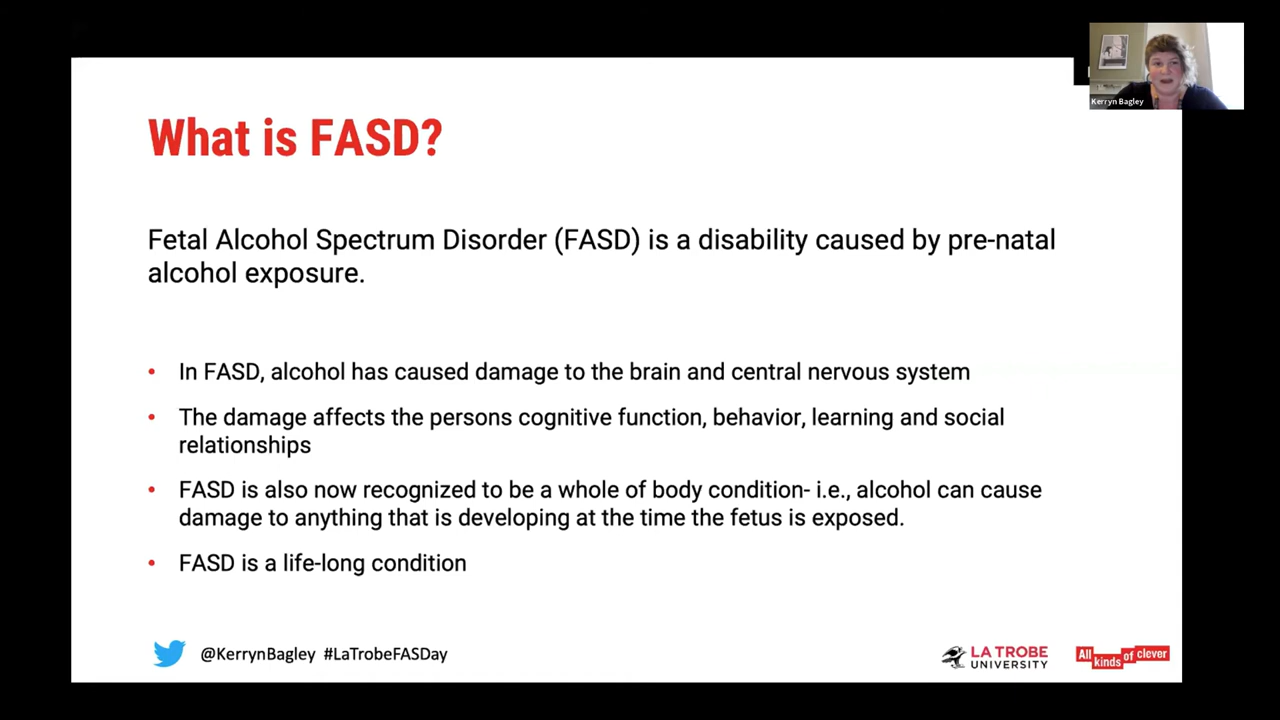 Kerryn Bagley
What is FASD?
Fetal Alcohol Spectrum Disorder (FASD) is a disability caused by pre-natal
alcohol exposure.
• In FASD, alcohol has caused damage to the brain and central nervous system
• The damage affects the persons cognitive function, behavior, learning and social
relationships
• FASD is also now recognized to be a whole of body condition- i.e., alcohol can cause
damage to anything that is developing at the time the fetus is exposed.
• FASD is a life-long condition
@KerrynBagley #LaTrobeFASDay
LA TROBE
UNIVERSITY
All kinds of clever